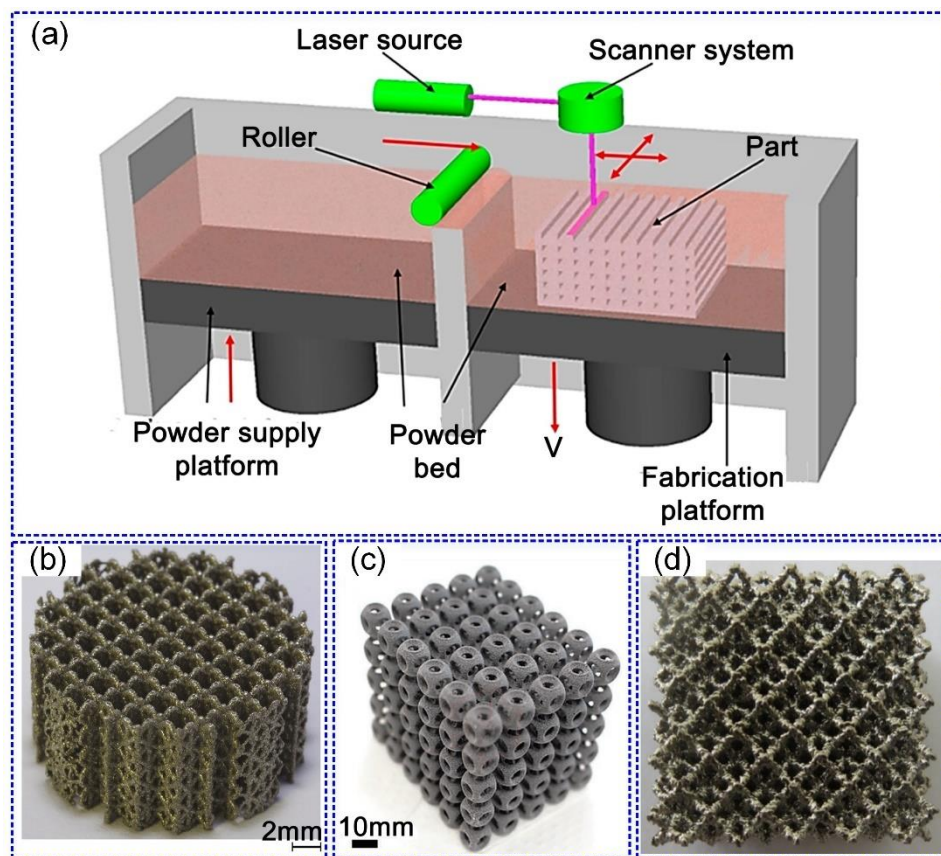 (a)
Laser source
Scanner system
Roller
Part
Powder supply
platform
Powder
bed
V
Fabrication
platform
(b)
2mm
(c)
10mm
(d)